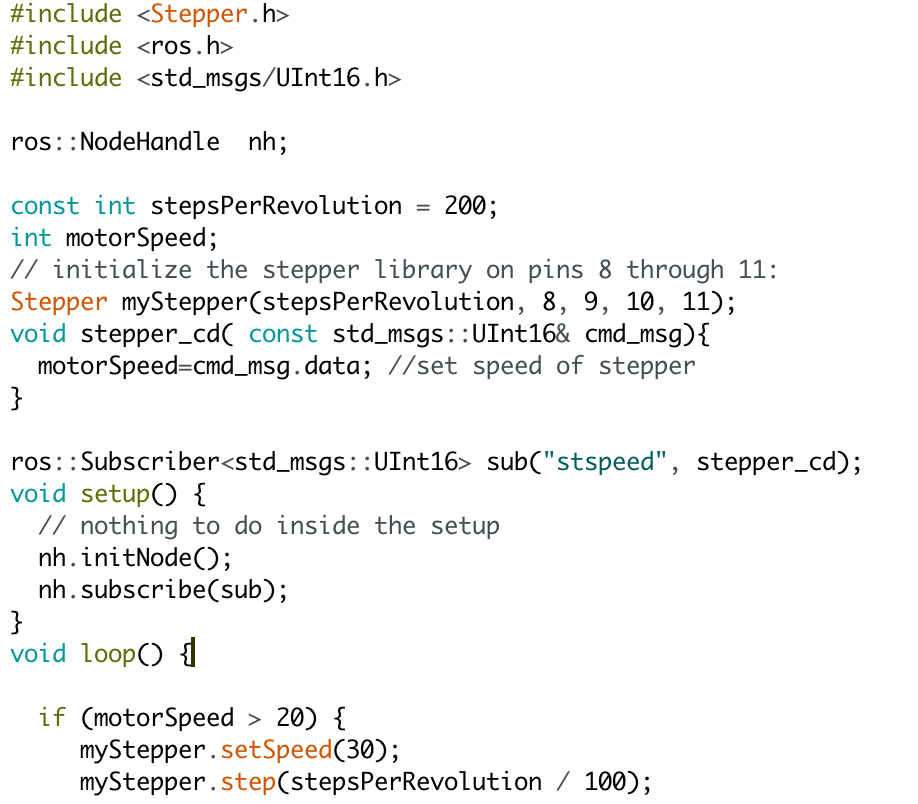 #include <Stepper.h>
#include <ros.h>
#include <std_msgs/UInt16.h>
ros::NodeHandle  nh;
const int stepsPerRevolution = 200;
int motorSpeed;
// initialize the stepper library on pins 8 through 11:
Stepper myStepper(stepsPerRevolution, 8, 9, 10, 11);
void stepper_cd( const std_msgs::UInt16& cmd_msg){
  motorSpeed=cmd_msg.data; //set speed of stepper
}
ros::Subscriber<std_msgs::UInt16> sub("stspeed", stepper_cd);
void setup() {
  // nothing to do inside the setup
  nh.initNode();
  nh.subscribe(sub);
}
void loop() {
  if (motorSpeed > 20) {
     myStepper.setSpeed(30);
     myStepper.step(stepsPerRevolution / 100);